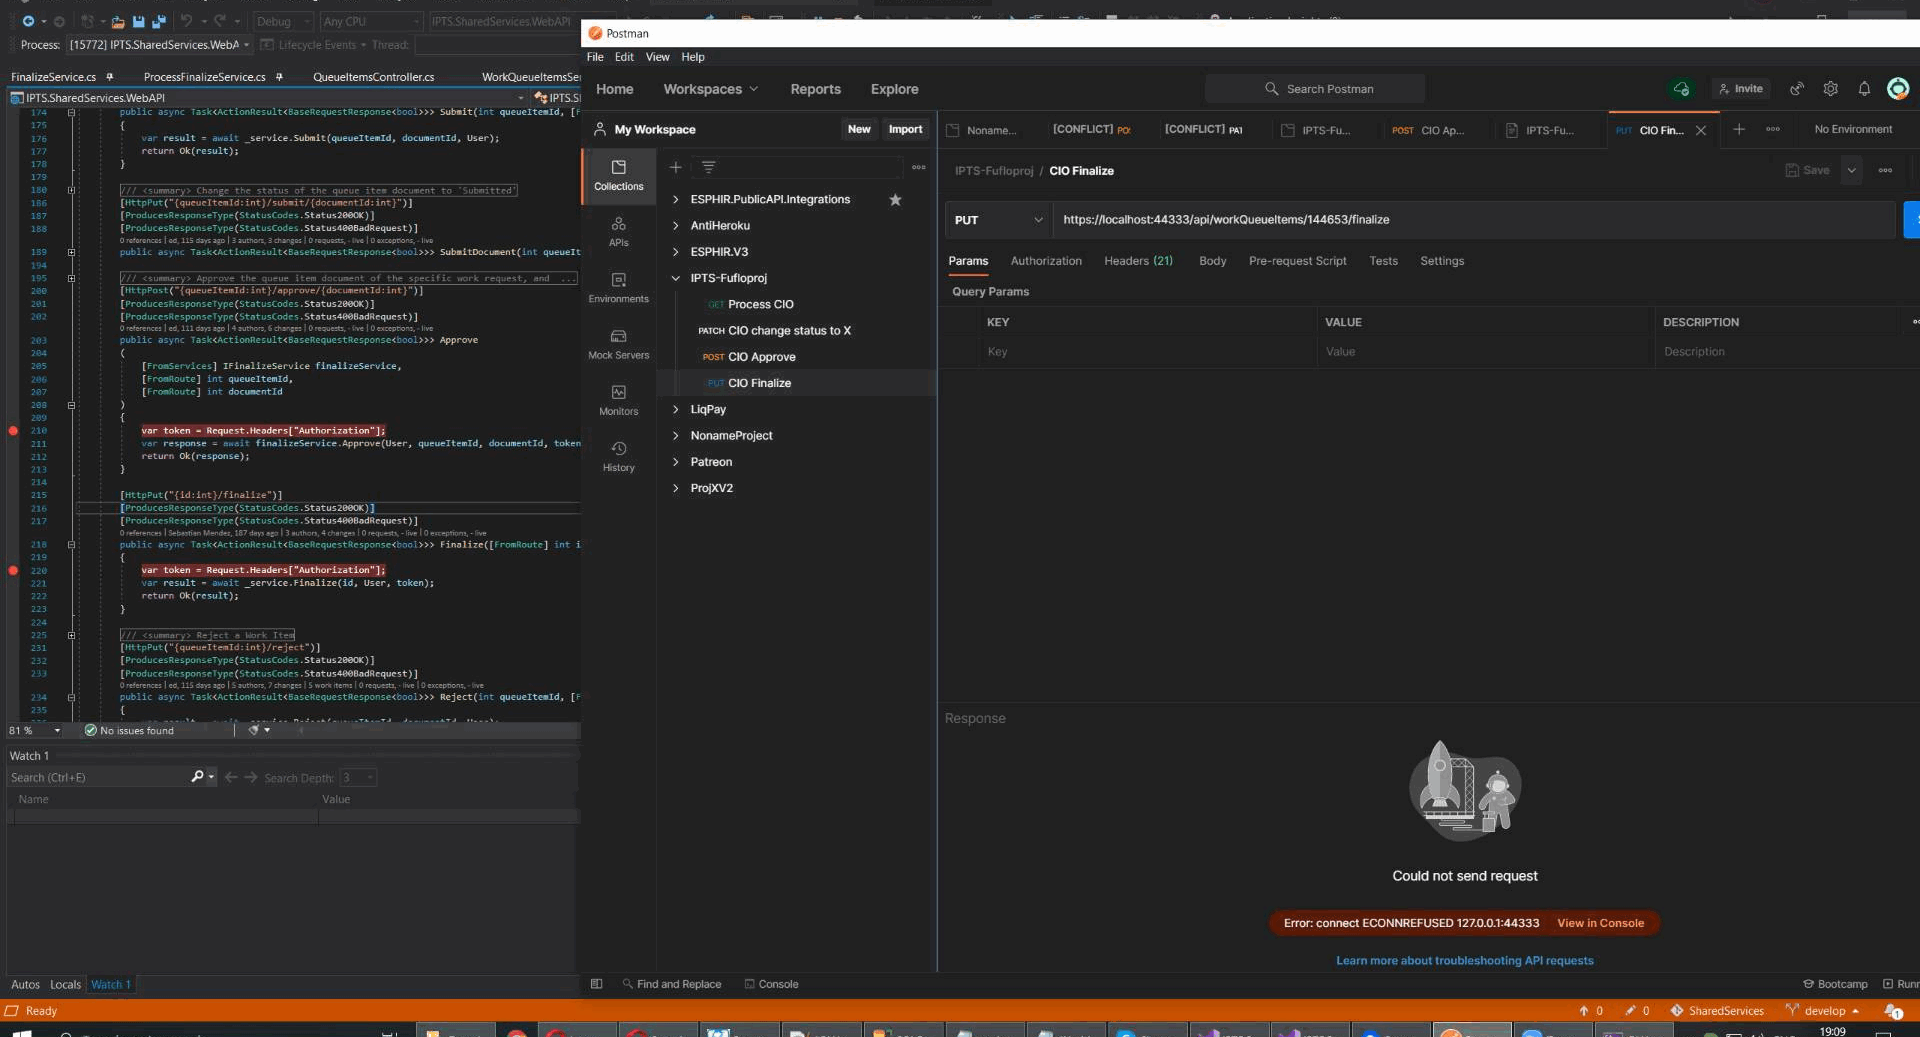 Debug
Any CPU
IPTS.SharedServices.WebAPI
Process: [15772] IPTS.SharedServices.WebA
Lifecycle Events
Thread:
FinalizeService.cs
ProcessFinalizeService.cs
QueueItemsController.cs
WorkQueueItemsSer
IPTS.SharedServices.WebAPI
IPTS.S
174 public async Task<ActionResult<BaseRequestResponse<bool>>> Submit(int queueItemId, [F
175 {
176 var result = await _service.Submit(queueItemId, documentId, User);
177 return Ok(result);
178 }
179
180 /// <summary> Change the status of the queue item document to 'Submitted'
186 [HttpPut("{queueItemId:int}/submit/{documentId:int}")]
187 [ProducesResponseType(StatusCodes.Status200OK)]
188 [ProducesResponseType(StatusCodes.Status400BadRequest)]
0 references | ed, 115 days ago | 3 authors, 3 changes | 0 requests, - live | 0 exceptions, - live
189 public async Task<ActionResult<BaseRequestResponse<bool>>> SubmitDocument(int queueIt
194
195 /// <summary> Approve the queue item document of the specific work request, and ...
200 [HttpPost("{queueItemId:int}/approve/{documentId:int}")]
201 [ProducesResponseType(StatusCodes.Status200OK)]
202 [ProducesResponseType(StatusCodes.Status400BadRequest)]
0 references | ed, 111 days ago | 4 authors, 6 changes | 0 requests, - live | 0 exceptions, - live
203 public async Task<ActionResult<BaseRequestResponse<bool>>> Approve
204 (
205 [FromServices] IFinalizeService finalizeService,
206 [FromRoute] int queueItemId,
207 [FromRoute] int documentId
208 )
209 {
210 var token = Request.Headers["Authorization"];
211 var response = await finalizeService.Approve(User, queueItemId, documentId, token
212 return Ok(response);
213 }
214
215 [HttpPut("{id:int}/finalize")]
216 [ProducesResponseType(StatusCodes.Status200OK)]
217 [ProducesResponseType(StatusCodes.Status400BadRequest)]
0 references | Sebastian Mendez, 187 days ago | 3 authors, 4 changes | 0 requests, - live | 0 exceptions, - live
218 public async Task<ActionResult<BaseRequestResponse<bool>>> Finalize([FromRoute] int i
219 {
220 var token = Request.Headers["Authorization"];
221 var result = await _service.Finalize(id, User, token);
222 return Ok(result);
223 }
224
225 /// <summary> Reject a Work Item
231 [HttpPut("{queueItemId:int}/reject")]
232 [ProducesResponseType(StatusCodes.Status200OK)]
233 [ProducesResponseType(StatusCodes.Status400BadRequest)]
0 references | ed, 115 days ago | 5 authors, 7 changes | 5 work items | 0 requests, - live | 0 exceptions, - live
234 public async Task<ActionResult<BaseRequestResponse<bool>>> Reject(int queueItemId, [F
235 {
81 %
No issues found
Watch 1
Search (Ctrl+E)
Search Depth: 3
Name
Value
Autos
Locals
Watch 1
Ready
Postman
File Edit View Help
Home
Workspaces
Reports
Explore
Search Postman
Invite
My Workspace
New
Import
Noname...
[CONFLICT] PO
[CONFLICT] PAT
IPTS-Fu...
POST CIO Ap...
IPTS-Fu...
PUT CIO Fin...
No Environment
Collections
APIs
Environments
Mock Servers
Monitors
History
ESPHIR.PublicAPI.Integrations
AntiHeroku
ESPHIR.V3
IPTS-Fufloproj
GET Process CIO
PATCH CIO change status to X
POST CIO Approve
PUT CIO Finalize
LiqPay
NonameProject
Patreon
ProjXV2
IPTS-Fufloproj / CIO Finalize
Save
PUT
https://localhost:44333/api/workQueueItems/144653/finalize
Params
Authorization
Headers (21)
Body
Pre-request Script
Tests
Settings
Query Params
KEY
VALUE
DESCRIPTION
Key
Value
Description
Response
Could not send request
Error: connect ECONNREFUSED 127.0.0.1:44333
View in Console
Learn more about troubleshooting API requests
Find and Replace
Console
Bootcamp
Runn
0
0
SharedServices
develop
1
19:09